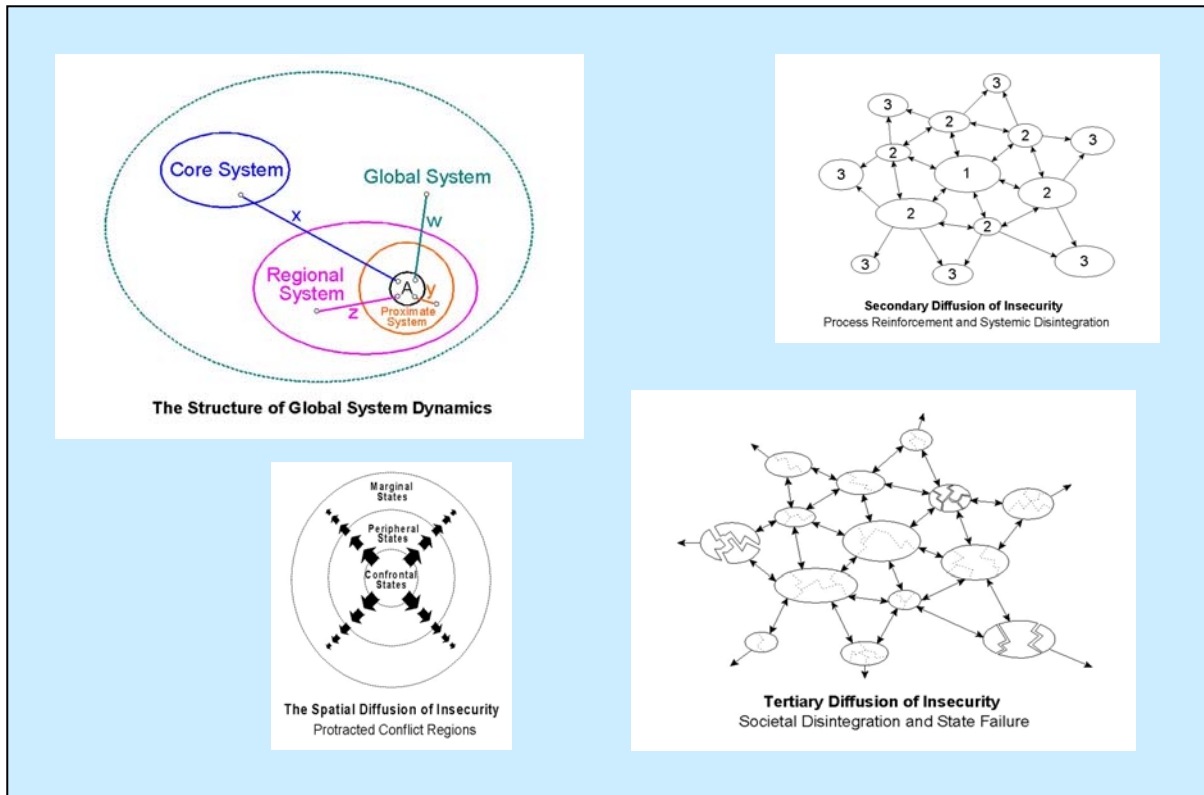 Core System
Global System
x
w
Regional
System
A
y
z
Proximate
System
The Structure of Global System Dynamics
3
3
2
2
3
2
3
1
2
2
2
3
3
3
Secondary Diffusion of Insecurity
Process Reinforcement and Systemic Disintegration
Marginal
States
Peripheral
States
Confrontal
States
The Spatial Diffusion of Insecurity
Protracted Conflict Regions
Tertiary Diffusion of Insecurity
Societal Disintegration and State Failure